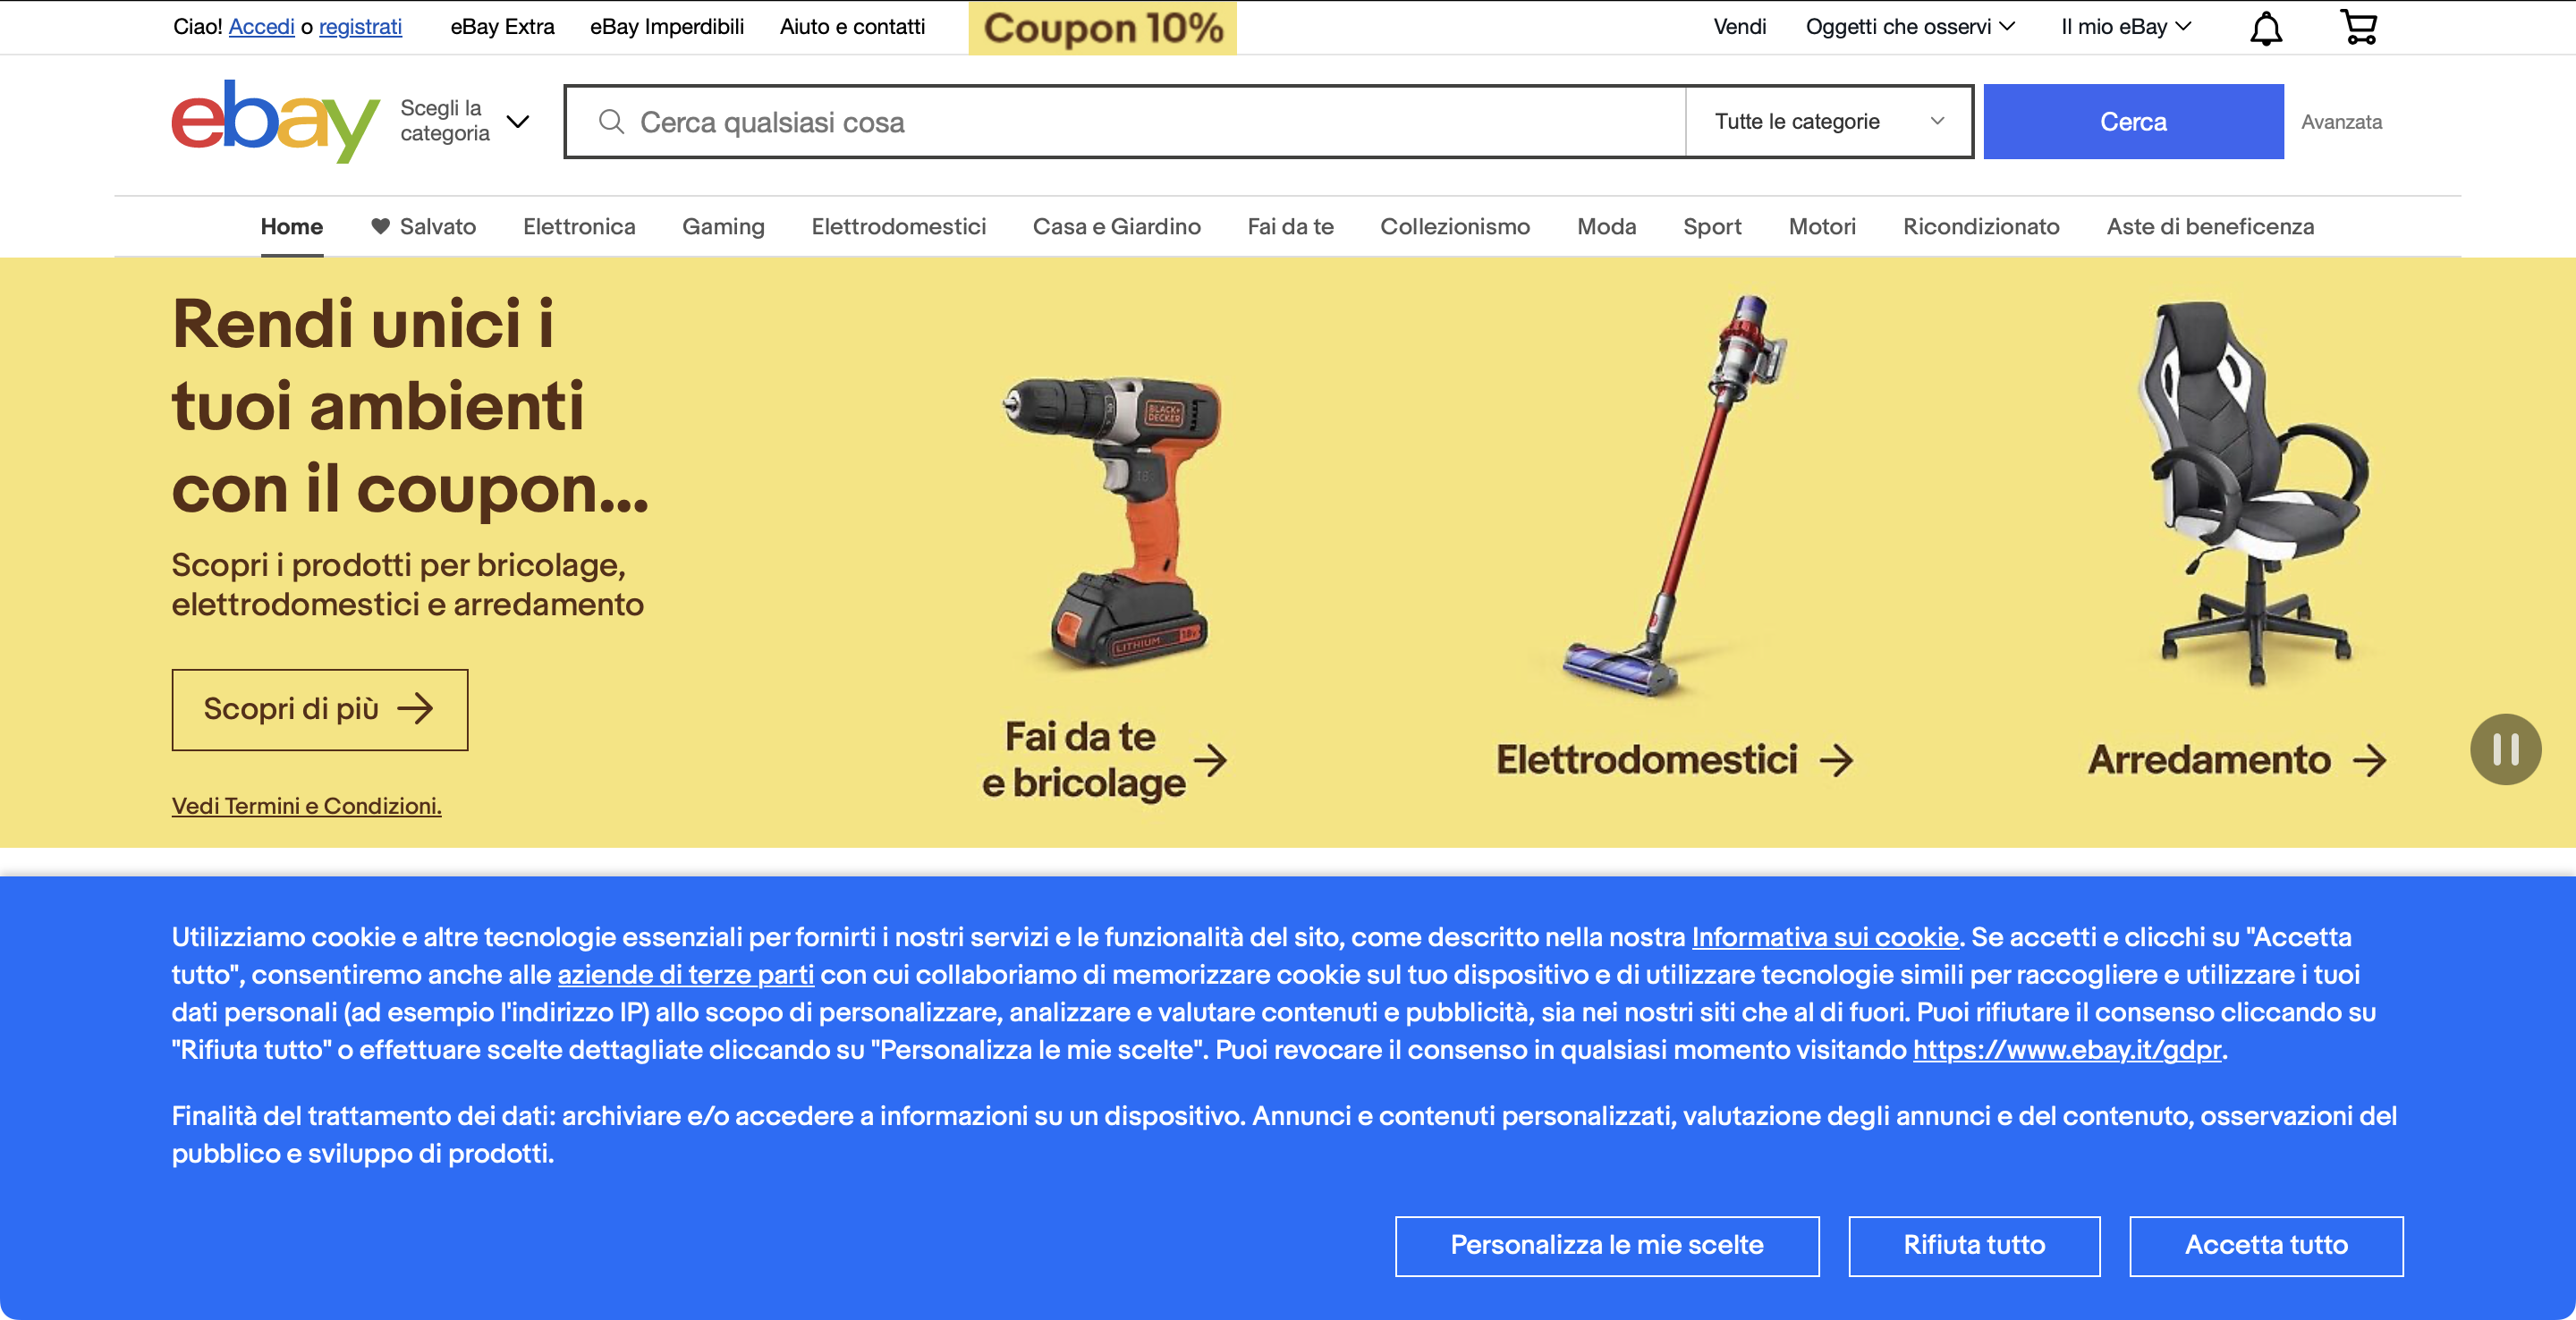 Ciao! Accedi o registrati eBay Extra eBay Imperdibili Aiuto e contatti Coupon 10% Vendi Oggetti che osservi Il mio eBay
ebay
Scegli la
categoria
Cerca qualsiasi cosa
Tutte le categorie
Cerca
Avanzata
Home Salvato Elettronica Gaming Elettrodomestici Casa e Giardino Fai da te Collezionismo Moda Sport Motori Ricondizionato Aste di beneficenza
Rendi unici i
tuoi ambienti
con il coupon...
Scopri i prodotti per bricolage,
elettrodomestici e arredamento
Scopri di più
Vedi Termini e Condizioni.
BLACK+
DECKER
LITHIUM 18V
Fai da te
e bricolage
Elettrodomestici
Arredamento
Utilizziamo cookie e altre tecnologie essenziali per fornirti i nostri servizi e le funzionalità del sito, come descritto nella nostra Informativa sui cookie. Se accetti e clicchi su "Accetta
tutto", consentiremo anche alle aziende di terze parti con cui collaboriamo di memorizzare cookie sul tuo dispositivo e di utilizzare tecnologie simili per raccogliere e utilizzare i tuoi
dati personali (ad esempio l'indirizzo IP) allo scopo di personalizzare, analizzare e valutare contenuti e pubblicità, sia nei nostri siti che al di fuori. Puoi rifiutare il consenso cliccando su
"Rifiuta tutto" o effettuare scelte dettagliate cliccando su "Personalizza le mie scelte". Puoi revocare il consenso in qualsiasi momento visitando https://www.ebay.it/gdpr.
Finalità del trattamento dei dati: archiviare e/o accedere a informazioni su un dispositivo. Annunci e contenuti personalizzati, valutazione degli annunci e del contenuto, osservazioni del
pubblico e sviluppo di prodotti.
Personalizza le mie scelte
Rifiuta tutto
Accetta tutto